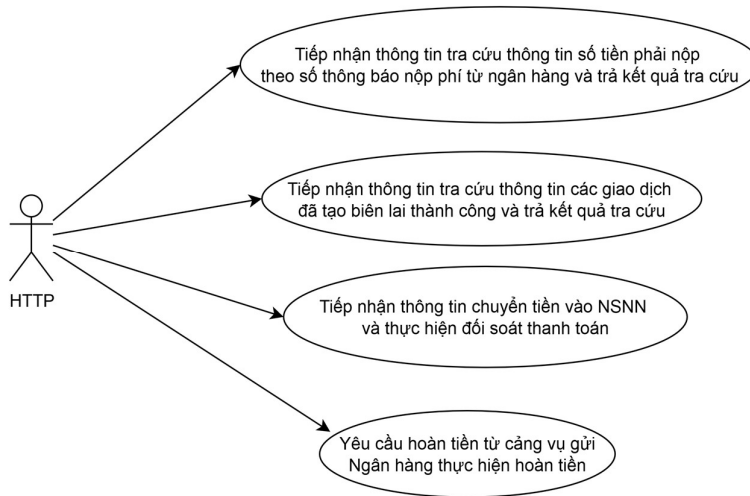 Tiếp nhận thông tin tra cứu thông tin số tiền phải nộp
theo số thông báo nộp phí từ ngân hàng và trả kết quả tra cứu
Tiếp nhận thông tin tra cứu thông tin các giao dịch
đã tạo biên lai thành công và trả kết quả tra cứu
HTTP
Tiếp nhận thông tin chuyển tiền vào NSNN
và thực hiện đối soát thanh toán
Yêu cầu hoàn tiền từ cảng vụ gửi
Ngân hàng thực hiện hoàn tiền